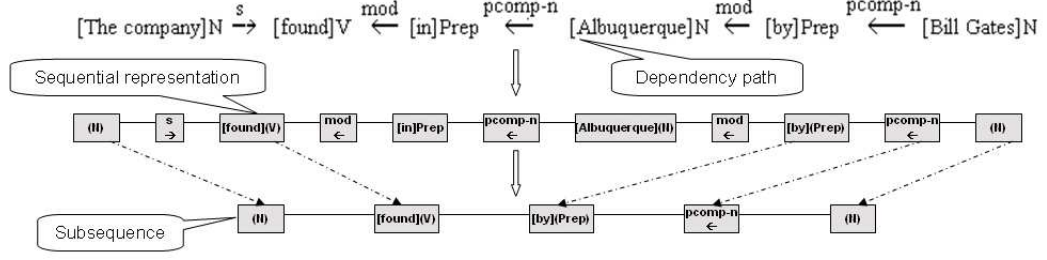 s mod pcomp-n mod pcomp-n
[The company]N → [found]V ← [in]Prep ← [Albuquerque]N ← [by]Prep ← [Bill Gates]N
Sequential representation
Dependency path
(N) s → [found](V) mod ← [in]Prep pcomp-n ← [Albuquerque](N) mod ← [by](Prep) pcomp-n ← (N)
(N) [found](V) [by](Prep) pcomp-n ← (N)
Subsequence